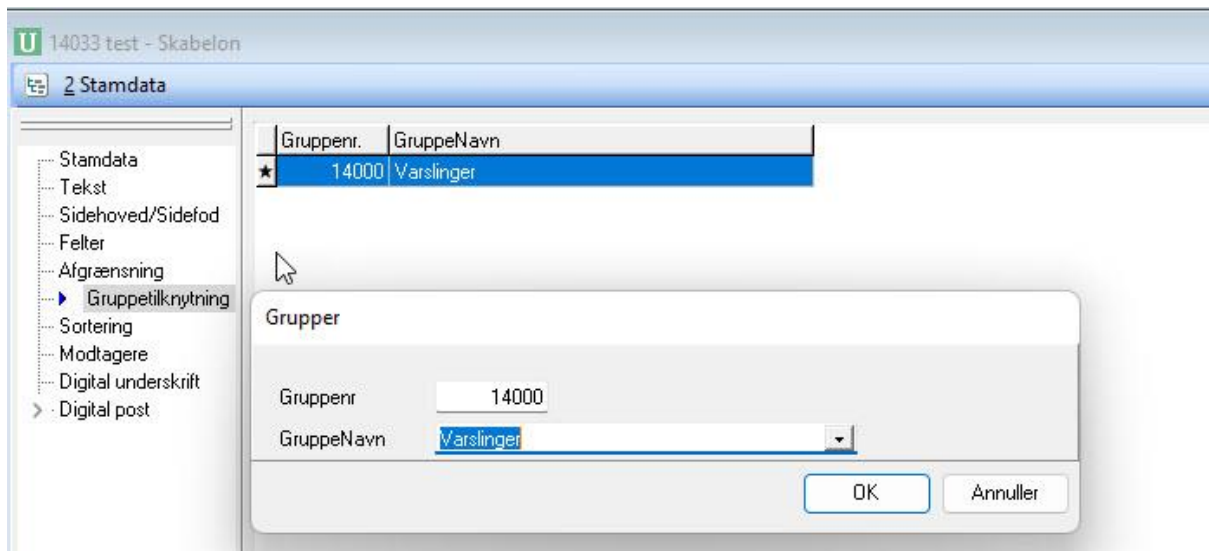 U 14033 test - Skabelon
2 Stamdata
Stamdata
Tekst
Sidehoved/Sidefod
Felter
Afgrænsning
Gruppetilknytning
Sortering
Modtagere
Digital underskrift
Digital post
Gruppenr. GruppeNavn
14000 Varslinger
Grupper
Gruppenr 14000
GruppeNavn Varslinger
OK Annuller